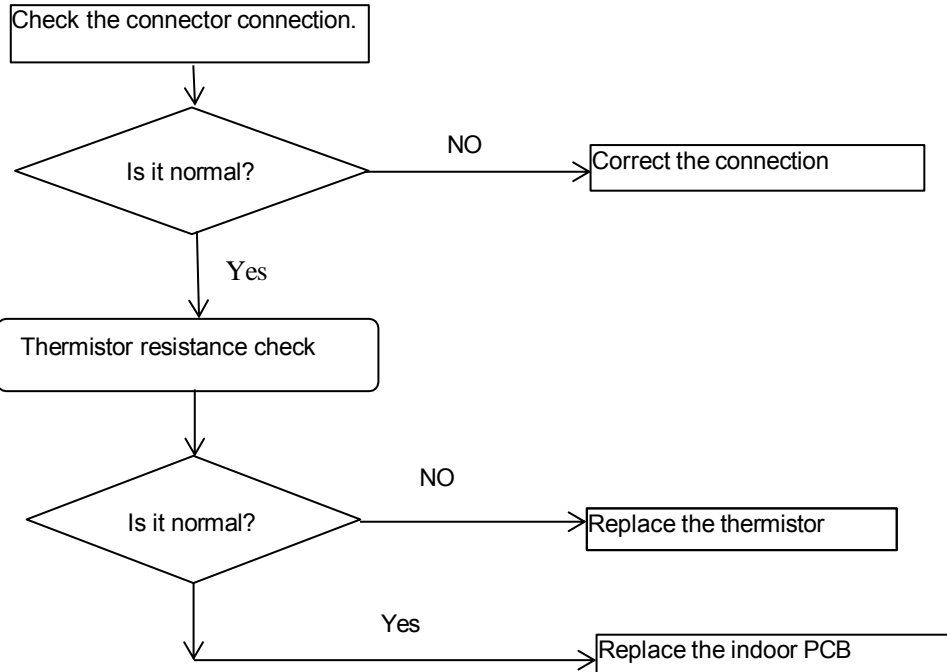 Check the connector connection.
NO
Is it normal?
Correct the connection
Yes
Thermistor resistance check
NO
Is it normal?
Replace the thermistor
Yes
Replace the indoor PCB